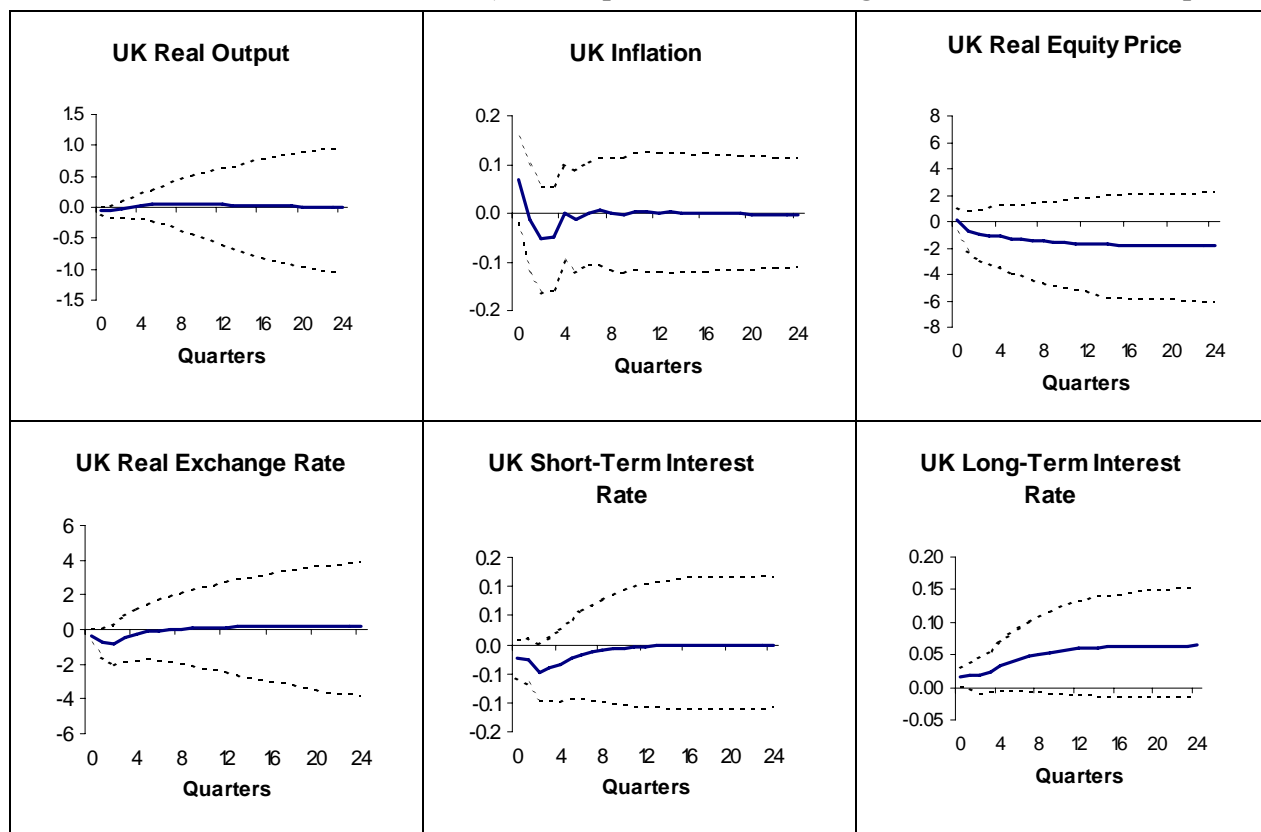 UK Real Output
1.5
1.0
0.5
0.0
-0.5
-1.0
-1.5
0 4 8 12 16 20 24
Quarters
UK Inflation
0.2
0.1
0.0
-0.1
-0.2
0 4 8 12 16 20 24
Quarters
UK Real Equity Price
8
6
4
2
0
-2
-4
-6
-8
0 4 8 12 16 20 24
Quarters
UK Real Exchange Rate
6
4
2
0
-2
-4
-6
0 4 8 12 16 20 24
Quarters
UK Short-Term Interest
Rate
0.2
0.1
0.1
0.0
-0.1
-0.1
-0.2
0 4 8 12 16 20 24
Quarters
UK Long-Term Interest
Rate
0.20
0.15
0.10
0.05
0.00
-0.05
0 4 8 12 16 20 24
Quarters